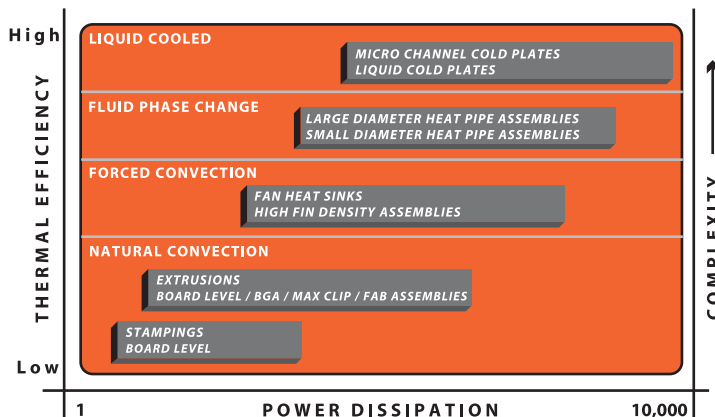 High
LIQUID COOLED
MICRO CHANNEL COLD PLATES
LIQUID COLD PLATES
FLUID PHASE CHANGE
LARGE DIAMETER HEAT PIPE ASSEMBLIES
SMALL DIAMETER HEAT PIPE ASSEMBLIES
FORCED CONVECTION
FAN HEAT SINKS
HIGH FIN DENSITY ASSEMBLIES
NATURAL CONVECTION
EXTRUSIONS
BOARD LEVEL / BGA / MAX CLIP / FAB ASSEMBLIES
STAMPINGS
BOARD LEVEL
Low
THERMAL EFFICIENCY
COMPLEXITY
1 POWER DISSIPATION 10,000